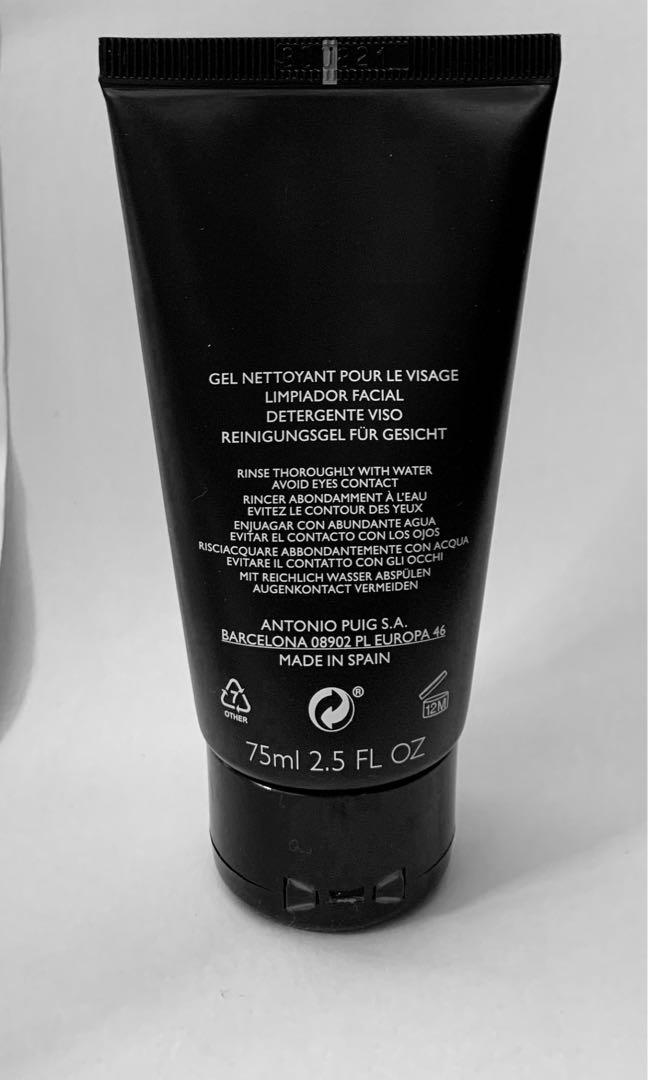 GEL NETTOYANT POUR LE VISAGE
LIMPIADOR FACIAL
DETERGENTE VISO
REINIGUNGSGEL FÜR GESICHT
RINSE THOROUGHLY WITH WATER
AVOID EYES CONTACT
RINCER ABONDAMMENT À L'EAU
EVITEZ LE CONTOUR DES YEUX
ENJUAGAR CON ABUNDANTE AGUA
EVITAR EL CONTACTO CON LOS OJOS
RISCIACQUARE ABBONDANTEMENTE CON ACQUA
EVITARE IL CONTATTO CON GLI OCCHI
MIT REICHLICH WASSER ABSPÜLEN
AUGENKONTACT VERMEIDEN
ANTONIO PUIG S.A.
BARCELONA 08902 PL EUROPA 46
MADE IN SPAIN
7
OTHER
®
12M
75ml 2.5 FL OZ